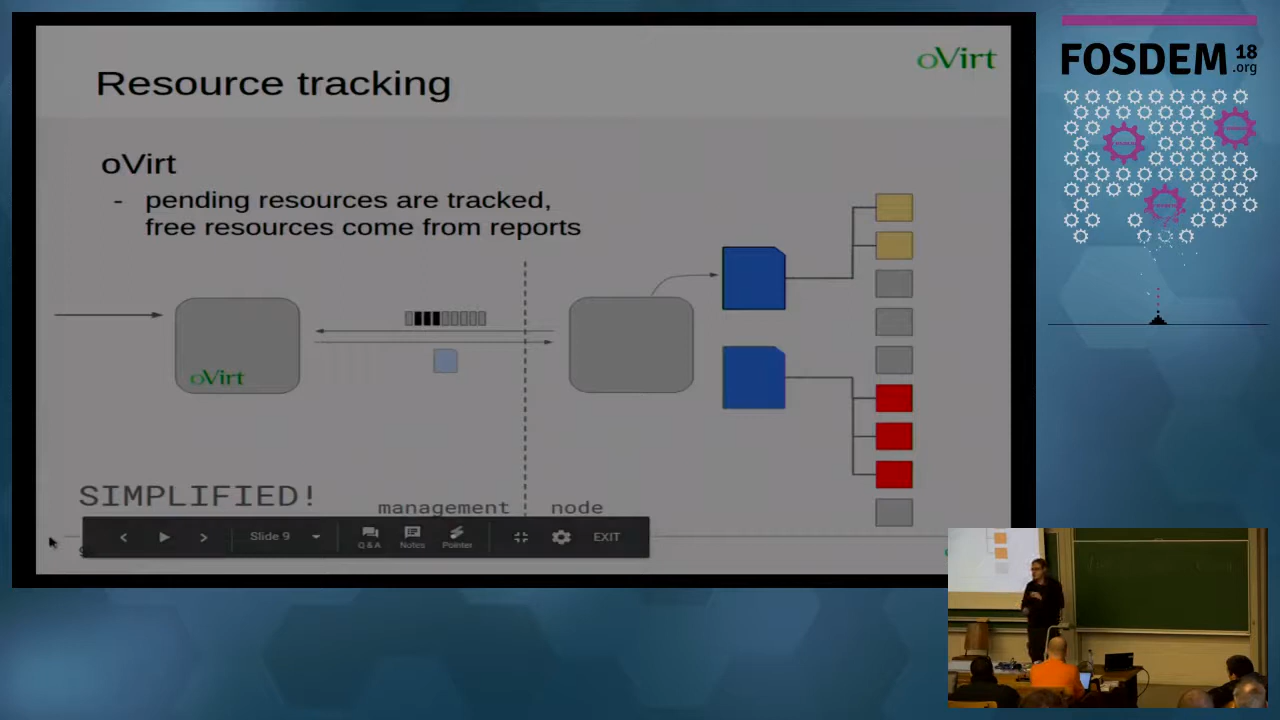 Resource tracking
oVirt
oVirt
- pending resources are tracked,
free resources come from reports
oVirt
SIMPLIFIED!
management
node
Slide 9
Q & A
Notes
Pointer
EXIT
FOSDEM 18
.org